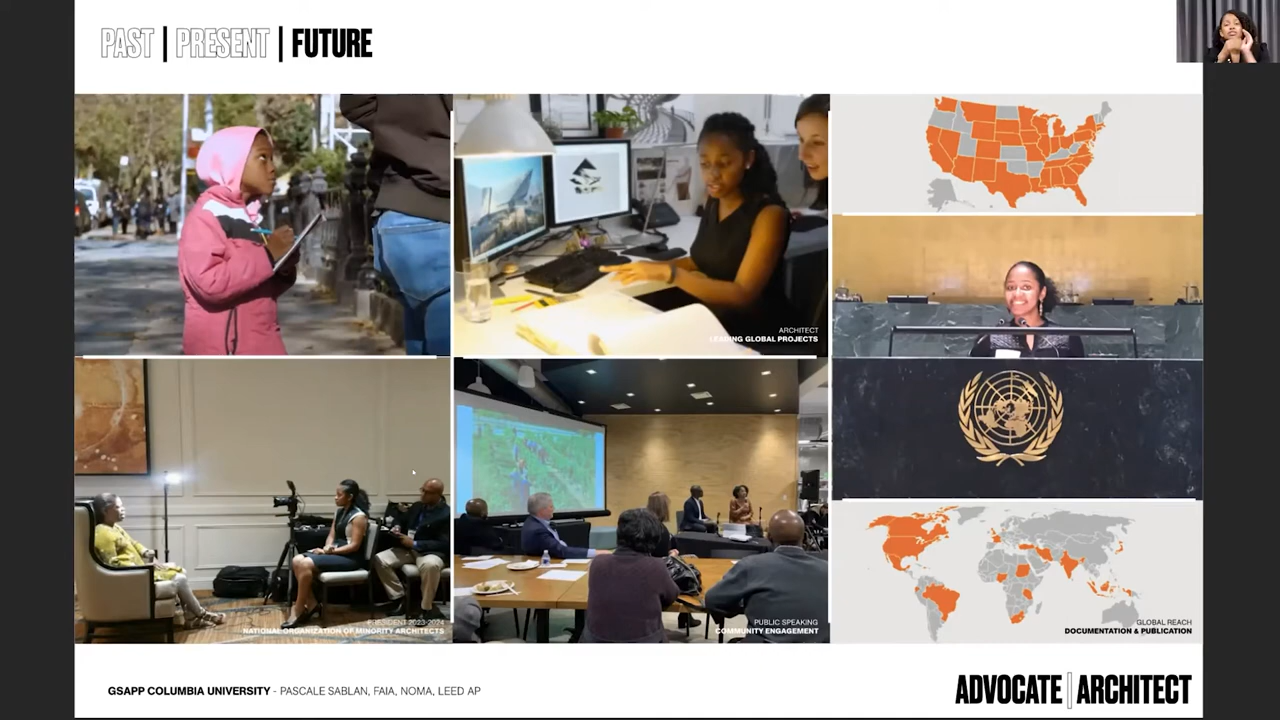 PAST | PRESENT | FUTURE
ARCHITECT
LEADING GLOBAL PROJECTS
PRESIDENT 2023-2024
NATIONAL ORGANIZATION OF MINORITY ARCHITECTS
PUBLIC SPEAKING
COMMUNITY ENGAGEMENT
GLOBAL REACH
DOCUMENTATION & PUBLICATION
GSAPP COLUMBIA UNIVERSITY - PASCALE SABLAN, FAIA, NOMA, LEED AP
ADVOCATE | ARCHITECT